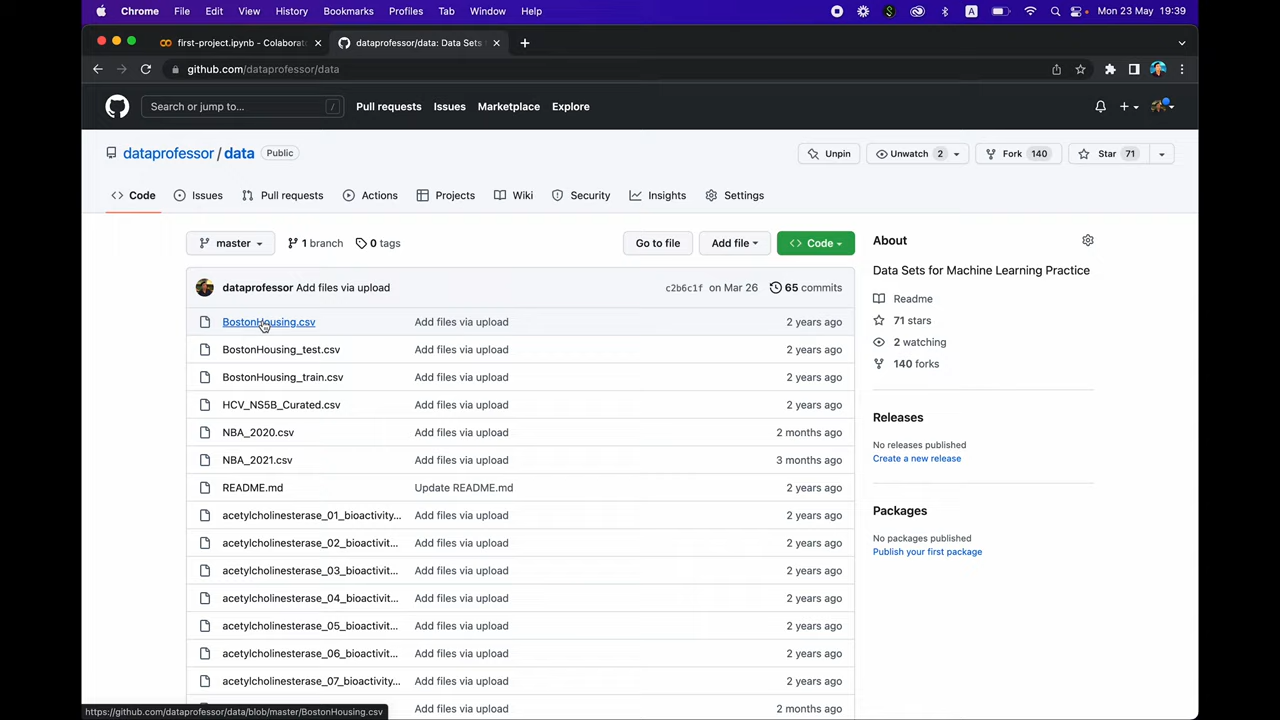 Chrome File Edit View History Bookmarks Profiles Tab Window Help A Mon 23 May 19:39
first-project.ipynb - Colaborat
dataprofessor/data: Data Sets
github.com/dataprofessor/data
Search or jump to... /
Pull requests Issues Marketplace Explore
dataprofessor / data Public
Unpin Unwatch 2 Fork 140 Star 71
Code Issues Pull requests Actions Projects Wiki Security Insights Settings
master 1 branch 0 tags Go to file Add file Code
dataprofessor Add files via upload c2b6c1f on Mar 26 65 commits
BostonHousing.csv Add files via upload 2 years ago
BostonHousing_test.csv Add files via upload 2 years ago
BostonHousing_train.csv Add files via upload 2 years ago
HCV_NS5B_Curated.csv Add files via upload 2 years ago
NBA_2020.csv Add files via upload 2 months ago
NBA_2021.csv Add files via upload 3 months ago
README.md Update README.md 2 years ago
acetylcholinesterase_01_bioactivity... Add files via upload 2 years ago
acetylcholinesterase_02_bioactivit... Add files via upload 2 years ago
acetylcholinesterase_03_bioactivit... Add files via upload 2 years ago
acetylcholinesterase_04_bioactivit... Add files via upload 2 years ago
acetylcholinesterase_05_bioactivit... Add files via upload 2 years ago
acetylcholinesterase_06_bioactivit... Add files via upload 2 years ago
acetylcholinesterase_07_bioactivity... Add files via upload 2 years ago
Add files via upload 2 months ago
About
Data Sets for Machine Learning Practice
Readme
71 stars
2 watching
140 forks
Releases
No releases published
Create a new release
Packages
No packages published
Publish your first package
https://github.com/dataprofessor/data/blob/master/BostonHousing.csv